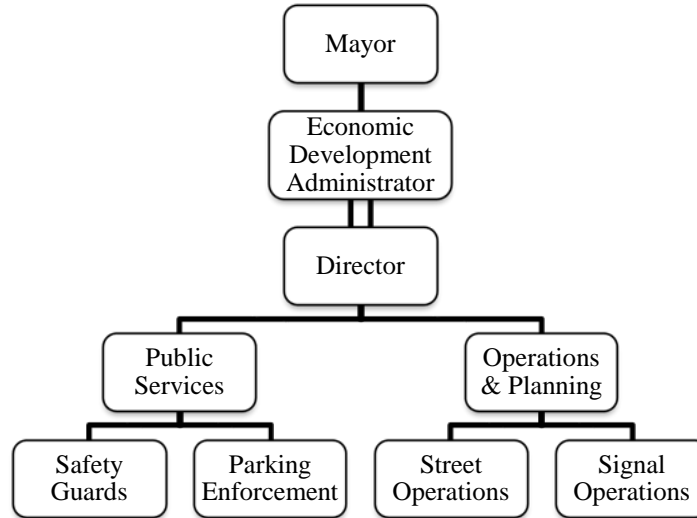 Mayor
Economic
Development
Administrator
Director
Public
Services
Operations
& Planning
Safety
Guards
Parking
Enforcement
Street
Operations
Signal
Operations